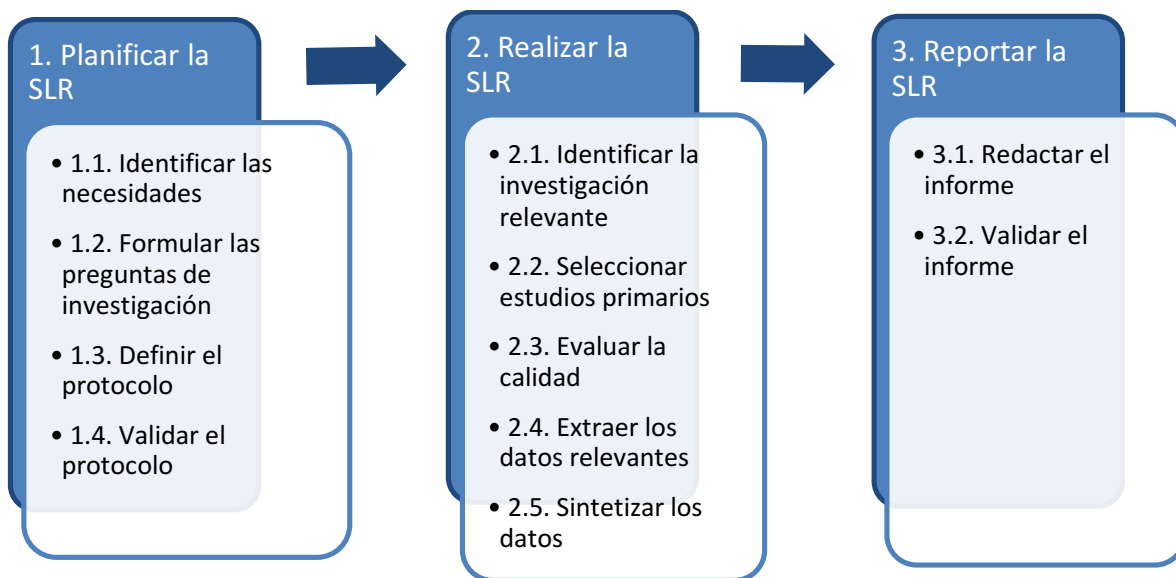 1. Planificar la
SLR
• 1.1. Identificar las
necesidades
• 1.2. Formular las
preguntas de
investigación
• 1.3. Definir el
protocolo
• 1.4. Validar el
protocolo
2. Realizar la
SLR
• 2.1. Identificar la
investigación
relevante
• 2.2. Seleccionar
estudios primarios
• 2.3. Evaluar la
calidad
• 2.4. Extraer los
datos relevantes
• 2.5. Sintetizar los
datos
3. Reportar la
SLR
• 3.1. Redactar el
informe
• 3.2. Validar el
informe